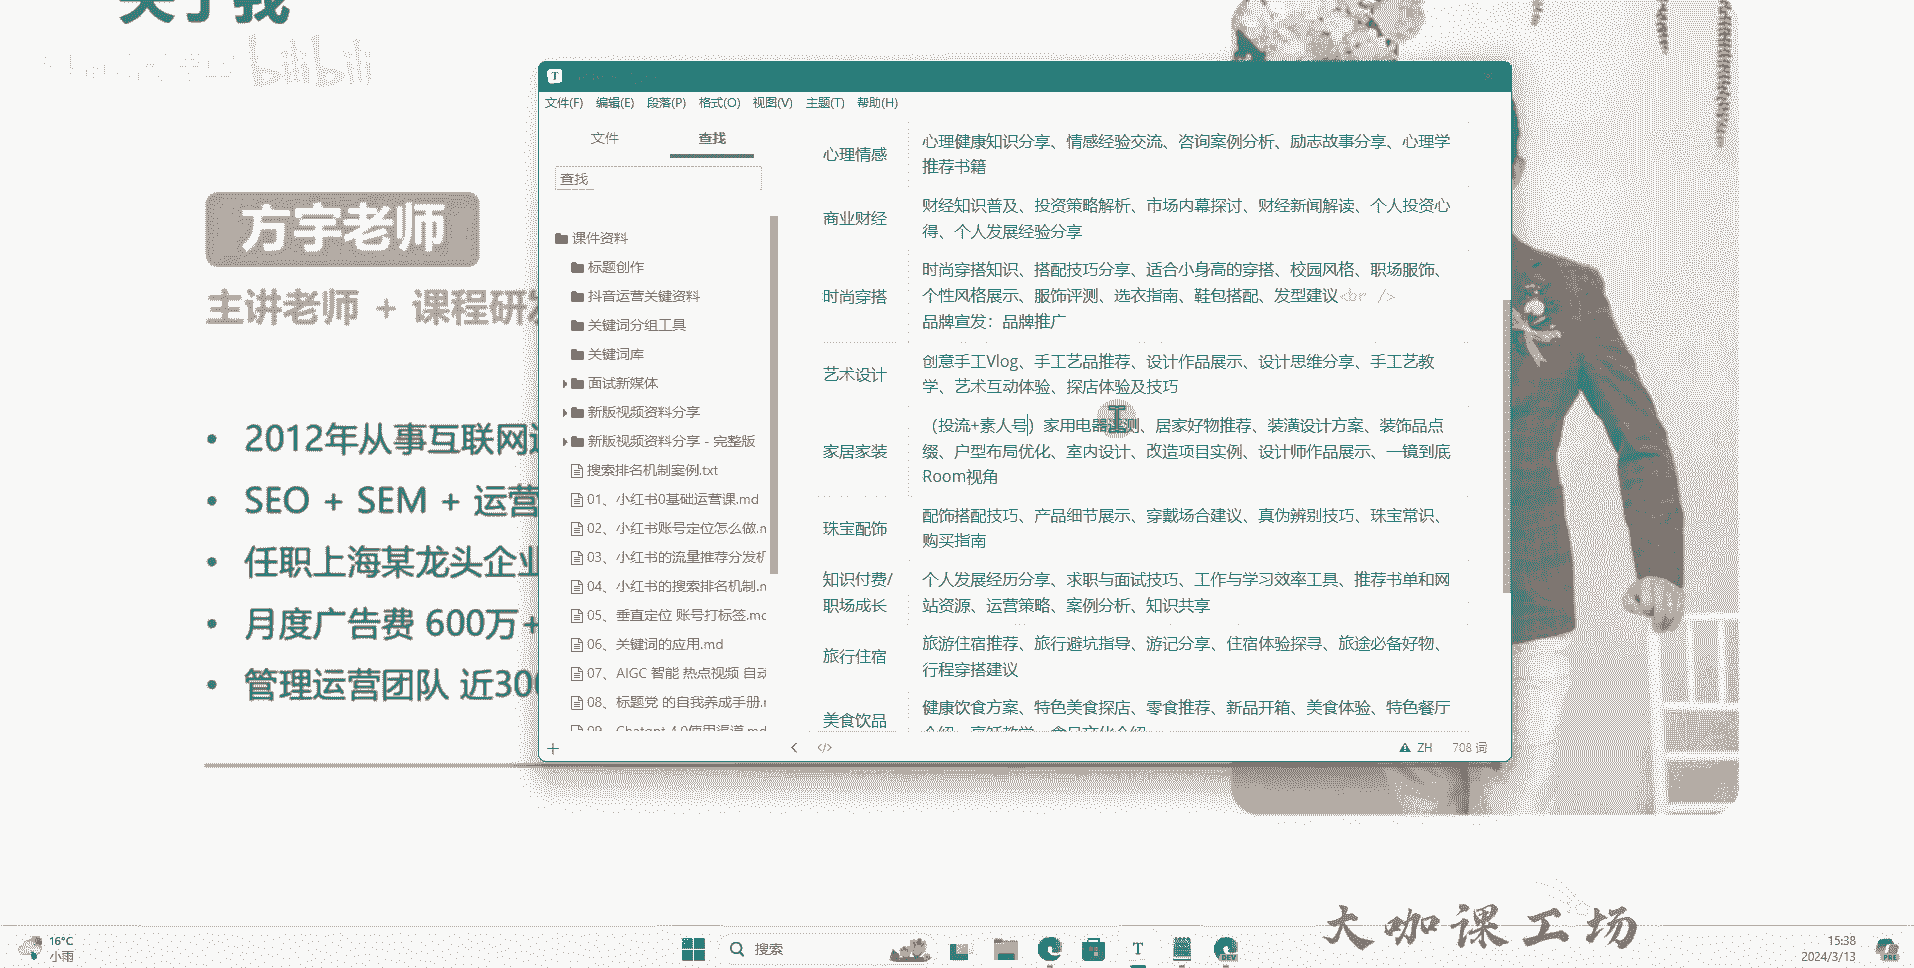 关于我
bilibili
方宇老师
主讲老师 + 课程研发
2012年从事互联网
SEO + SEM + 运营
任职上海某龙头企业
月度广告费 600万+
管理运营团队 近300
文件(F) 编辑(E) 段落(P) 格式(O) 视图(V) 主题(T) 帮助(H)
文件 查找
查找
课件资料
标题创作
抖音运营关键资料
关键词分组工具
关键词库
面试新媒体
新版视频资料分享
新版视频资料分享 - 完整版
搜索排名机制案例.txt
01、小红书0基础运营课.md
02、小红书账号定位怎么做.
03、小红书的流量推荐分发机
04、小红书的搜索排名机制.
05、垂直定位 账号打标签.
06、关键词的应用.md
07、AIGC 智能 热点视频 自动
08、标题党 的自我养成手册.
09、Chatgpt 4.0使用渠道.md
心理情感
心理健康知识分享、情感经验交流、咨询案例分析、励志故事分享、心理学
推荐书籍
商业财经
财经知识普及、投资策略解析、市场内幕探讨、财经新闻解读、个人投资心
得、个人发展经验分享
时尚穿搭
时尚穿搭知识、搭配技巧分享、适合小身高的穿搭、校园风格、职场服饰、
个性风格展示、服饰评测、选衣指南、鞋包搭配、发型建议<br />
品牌宣发：品牌推广
艺术设计
创意手工Vlog、手工艺品推荐、设计作品展示、设计思维分享、手工艺教
学、艺术互动体验、探店体验及技巧
家居家装
（投流+素人号）家用电器评测、居家好物推荐、装潢设计方案、装饰品点
缀、户型布局优化、室内设计、改造项目实例、设计师作品展示、一镜到底
Room视角
珠宝配饰
配饰搭配技巧、产品细节展示、穿戴场合建议、真伪辨别技巧、珠宝常识、
购买指南
知识付费/
职场成长
个人发展经历分享、求职与面试技巧、工作与学习效率工具、推荐书单和网
站资源、运营策略、案例分析、知识共享
旅行住宿
旅游住宿推荐、旅行避坑指导、游记分享、住宿体验探寻、旅途必备好物、
行程穿搭建议
美食饮品
健康饮食方案、特色美食探店、零食推荐、新品开箱、美食体验、特色餐厅
介绍、烹饪教学、食品文化介绍
ZH 708 词
大咖课工场
16°C
小雨
搜索
15:38
2024/3/13